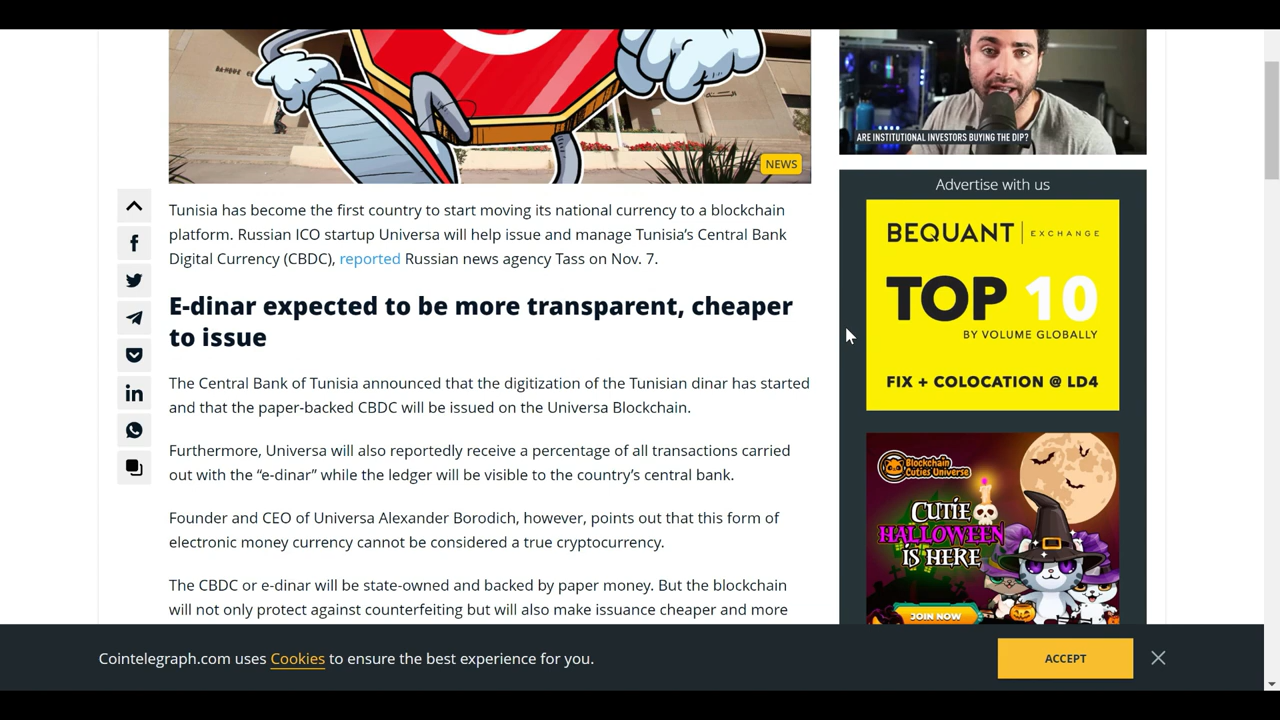 NEWS
ARE INSTITUTIONAL INVESTORS BUYING THE DIP?
Tunisia has become the first country to start moving its national currency to a blockchain
platform. Russian ICO startup Universa will help issue and manage Tunisia’s Central Bank
Digital Currency (CBDC), reported Russian news agency Tass on Nov. 7.
E-dinar expected to be more transparent, cheaper
to issue
The Central Bank of Tunisia announced that the digitization of the Tunisian dinar has started
and that the paper-backed CBDC will be issued on the Universa Blockchain.
Furthermore, Universa will also reportedly receive a percentage of all transactions carried
out with the “e-dinar” while the ledger will be visible to the country’s central bank.
Founder and CEO of Universa Alexander Borodich, however, points out that this form of
electronic money currency cannot be considered a true cryptocurrency.
The CBDC or e-dinar will be state-owned and backed by paper money. But the blockchain
will not only protect against counterfeiting but will also make issuance cheaper and more
Advertise with us
BEQUANT EXCHANGE
TOP 10
BY VOLUME GLOBALLY
FIX + COLOCATION @ LD4
Blockchain
Cuties Universe
CUTIE
HALLOWEEN
IS HERE
JOIN NOW
Cointelegraph.com uses Cookies to ensure the best experience for you.
ACCEPT